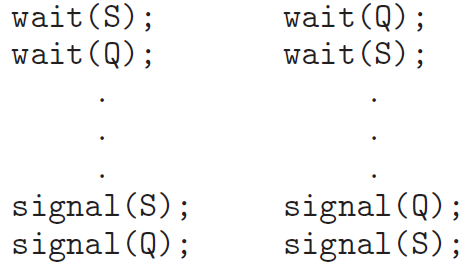 wait(S); wait(Q);
wait(Q); wait(S);
. .
. .
. .
signal(S); signal(Q);
signal(Q); signal(S);